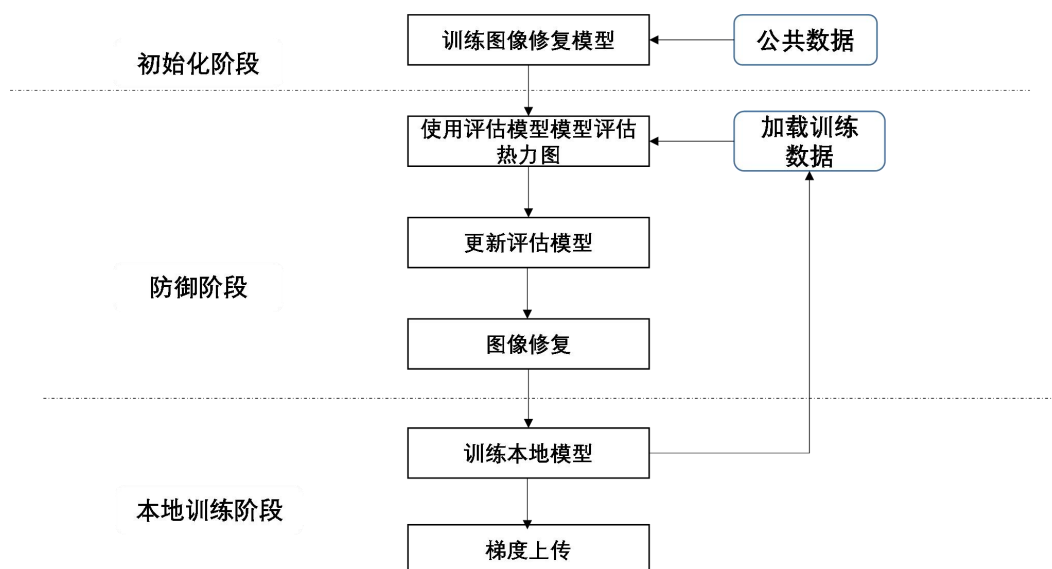 训练图像修复模型
公共数据
初始化阶段
使用评估模型模型评估
热力图
加载训练
数据
更新评估模型
防御阶段
图像修复
训练本地模型
本地训练阶段
梯度上传